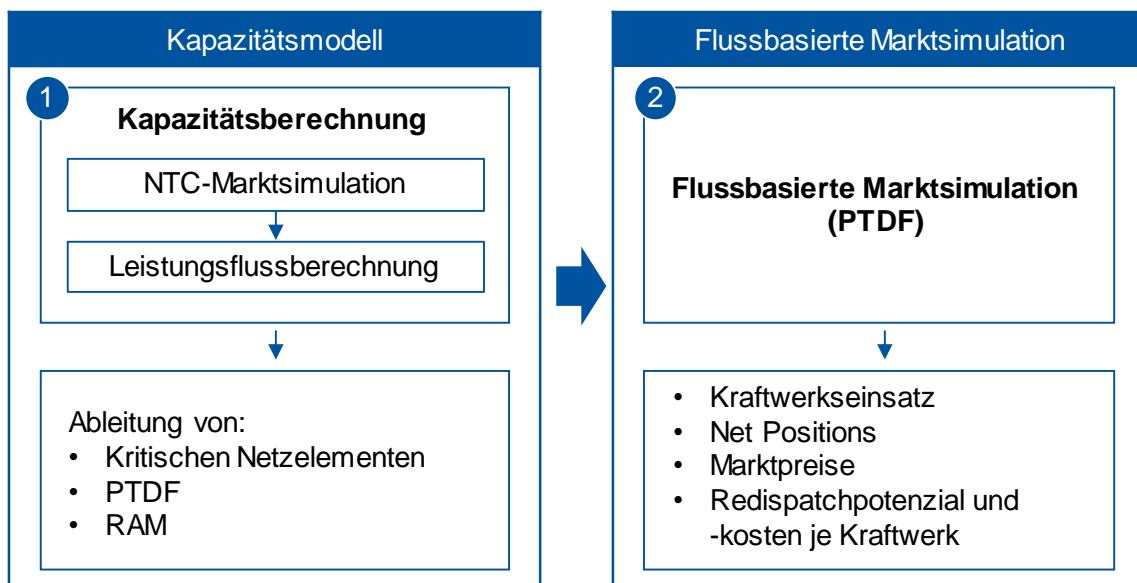 Kapazitätsmodell
1
Kapazitätsberechnung
NTC-Marktsimulation
Leistungsflussberechnung
Ableitung von:
• Kritischen Netzelementen
• PTDF
• RAM
Flussbasierte Marktsimulation
2
Flussbasierte Marktsimulation
(PTDF)
• Kraftwerkseinsatz
• Net Positions
• Marktpreise
• Redispatchpotenzial und
-kosten je Kraftwerk